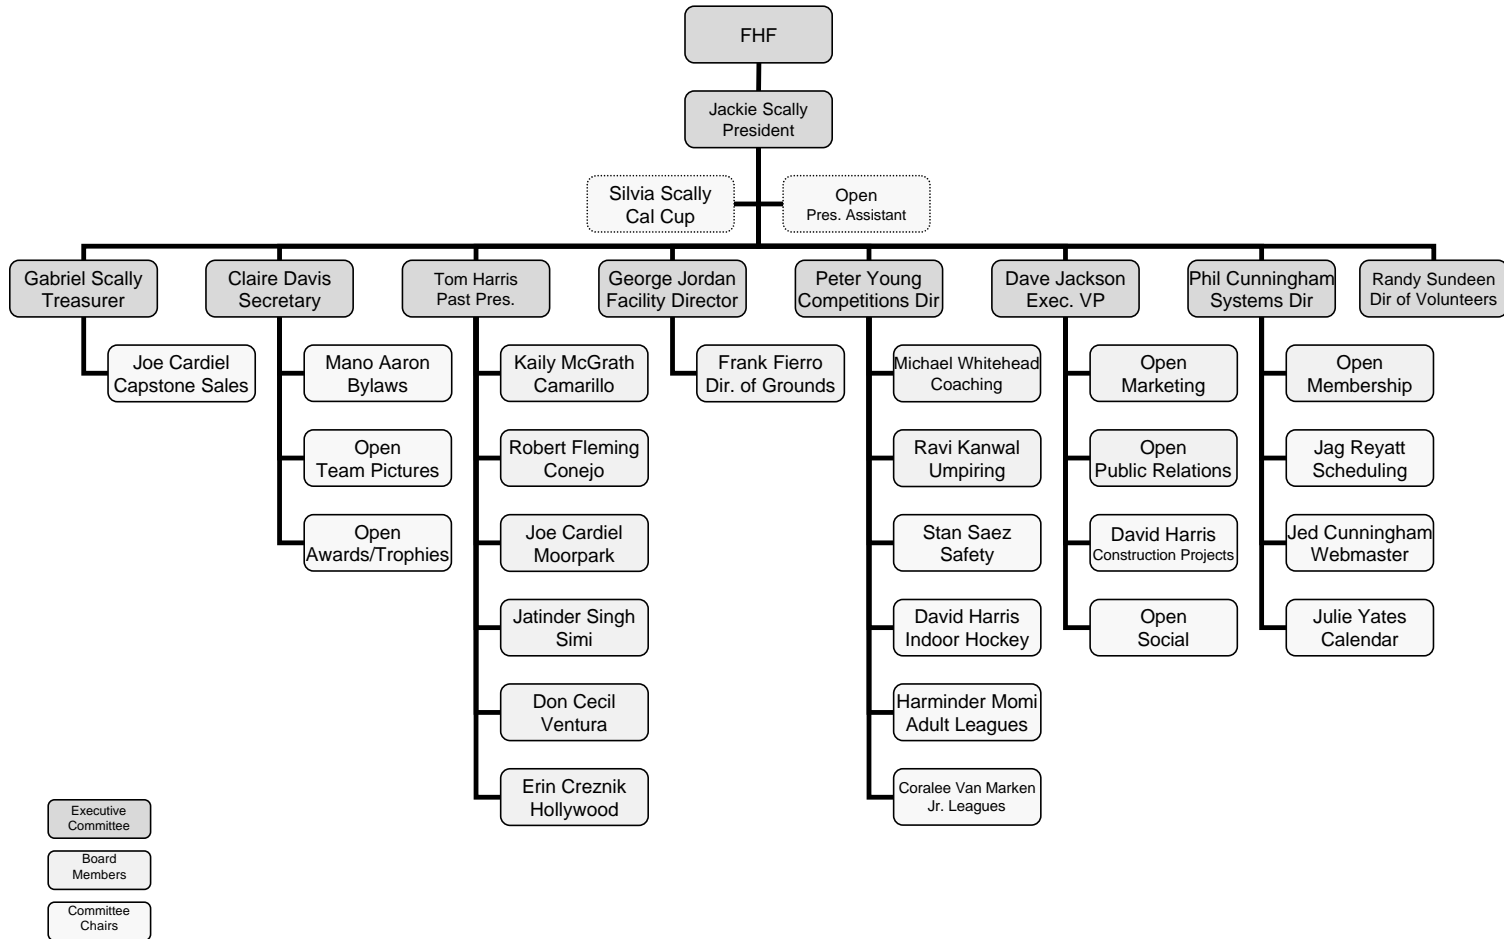 FHF
Jackie Scally
President
Silvia Scally
Cal Cup
Open
Pres. Assistant
Gabriel Scally
Treasurer
Claire Davis
Secretary
Tom Harris
Past Pres.
George Jordan
Facility Director
Peter Young
Competitions Dir
Dave Jackson
Exec. VP
Phil Cunningham
Systems Dir
Randy Sundeen
Dir of Volunteers
Joe Cardiel
Capstone Sales
Mano Aaron
Bylaws
Open
Team Pictures
Open
Awards/Trophies
Kaily McGrath
Camarillo
Robert Fleming
Conejo
Joe Cardiel
Moorpark
Jatinder Singh
Simi
Don Cecil
Ventura
Erin Creznik
Hollywood
Frank Fierro
Dir. of Grounds
Michael Whitehead
Coaching
Ravi Kanwal
Umpiring
Stan Saez
Safety
David Harris
Indoor Hockey
Harminder Momi
Adult Leagues
Coralee Van Marken
Jr. Leagues
Open
Marketing
Open
Public Relations
David Harris
Construction Projects
Open
Social
Open
Membership
Jag Reyatt
Scheduling
Jed Cunningham
Webmaster
Julie Yates
Calendar
Executive
Committee
Board
Members
Committee
Chairs